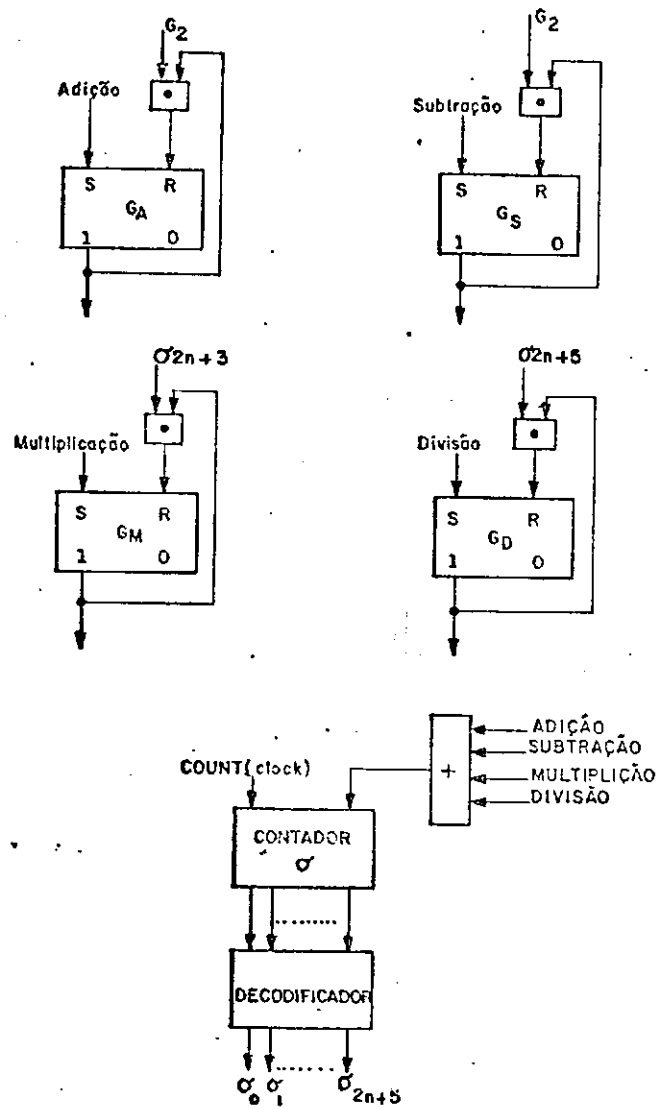 G2
Adição
S R
GA
1 0
G2
Subtração
S R
GS
1 0
σ2n+3
Multiplicação
S R
GM
1 0
σ2n+5
Divisão
S R
GD
1 0
ADIÇÃO
SUBTRAÇÃO
MULTIPLIÇÃO
DIVISÃO
+
COUNT(clock)
CONTADOR
σ
........
DECODIFICADOR
σ0 σ1 ...... σ2n+5